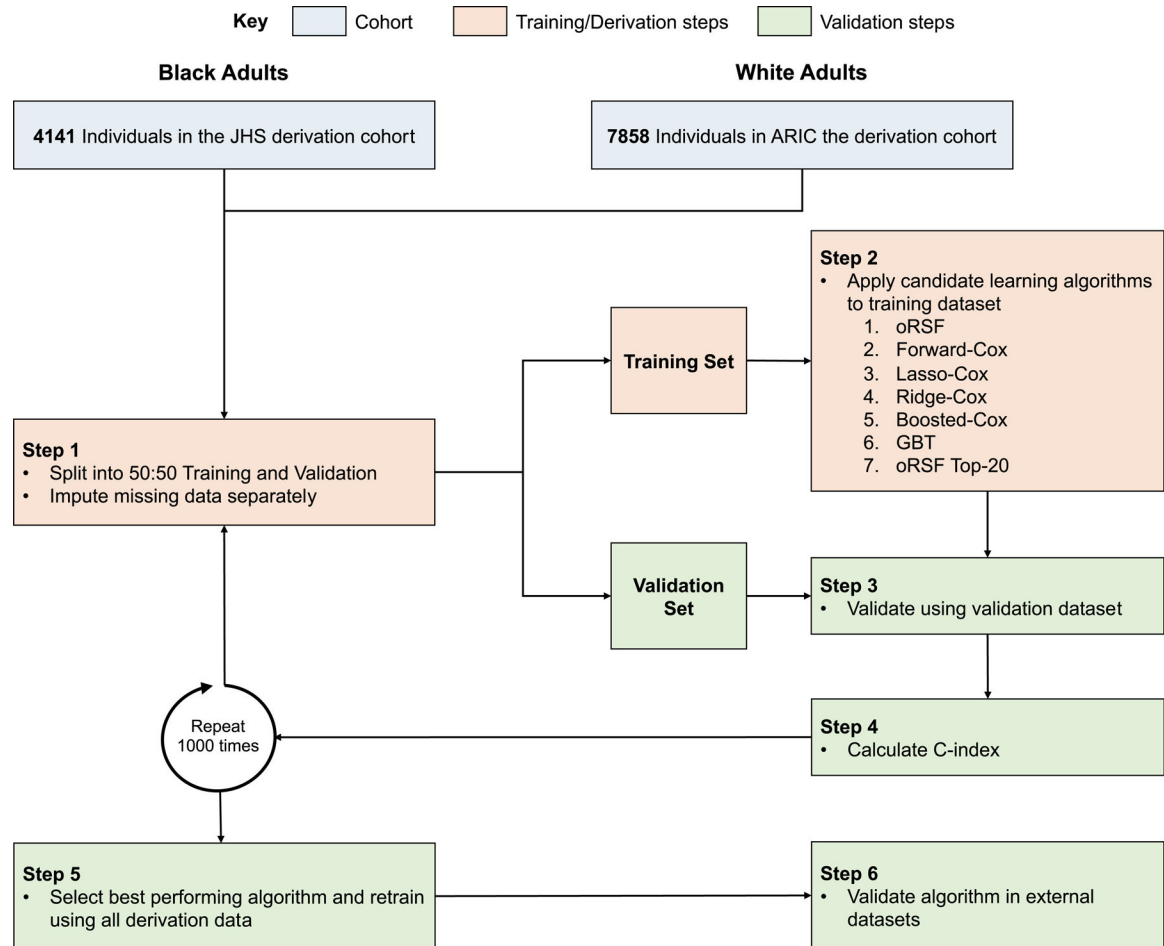 Key Cohort Training/Derivation steps Validation steps
Black Adults
White Adults
4141 Individuals in the JHS derivation cohort
7858 Individuals in ARIC the derivation cohort
Step 1
• Split into 50:50 Training and Validation
• Impute missing data separately
Training Set
Step 2
• Apply candidate learning algorithms
to training dataset
1. oRSF
2. Forward-Cox
3. Lasso-Cox
4. Ridge-Cox
5. Boosted-Cox
6. GBT
7. oRSF Top-20
Validation
Set
Step 3
• Validate using validation dataset
Step 4
• Calculate C-index
Repeat
1000 times
Step 5
• Select best performing algorithm and retrain
using all derivation data
Step 6
• Validate algorithm in external
datasets